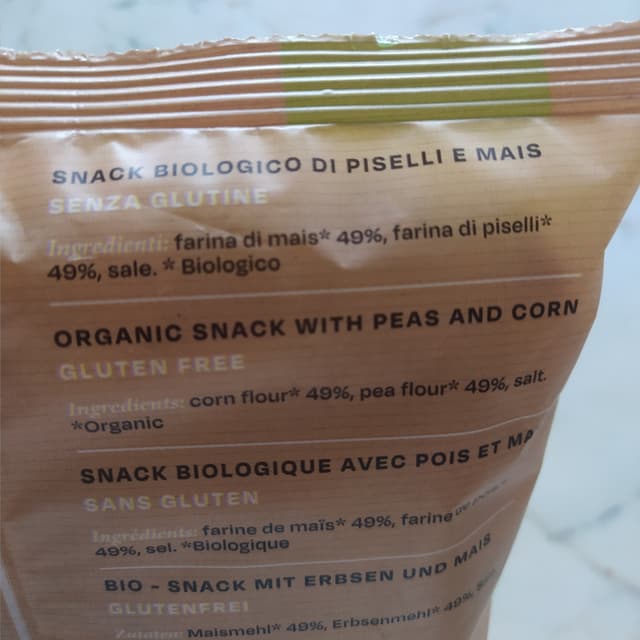 SNACK BIOLOGICO DI PISELLI E MAIS
SENZA GLUTINE
Ingredienti: farina di mais* 49%, farina di piselli*
49%, sale. * Biologico
ORGANIC SNACK WITH PEAS AND CORN
GLUTEN FREE
Ingredients: corn flour* 49%, pea flour* 49%, salt.
*Organic
SNACK BIOLOGIQUE AVEC POIS ET
SANS GLUTEN
Ingrédients: farine de maïs* 49%, farine
49%, sel. *Biologique
BIO - SNACK MIT ERBSEN UND MAIS
GLUTENFREI
Zutaten: Maismehl* 49%, Erbsenmehl* 49%,